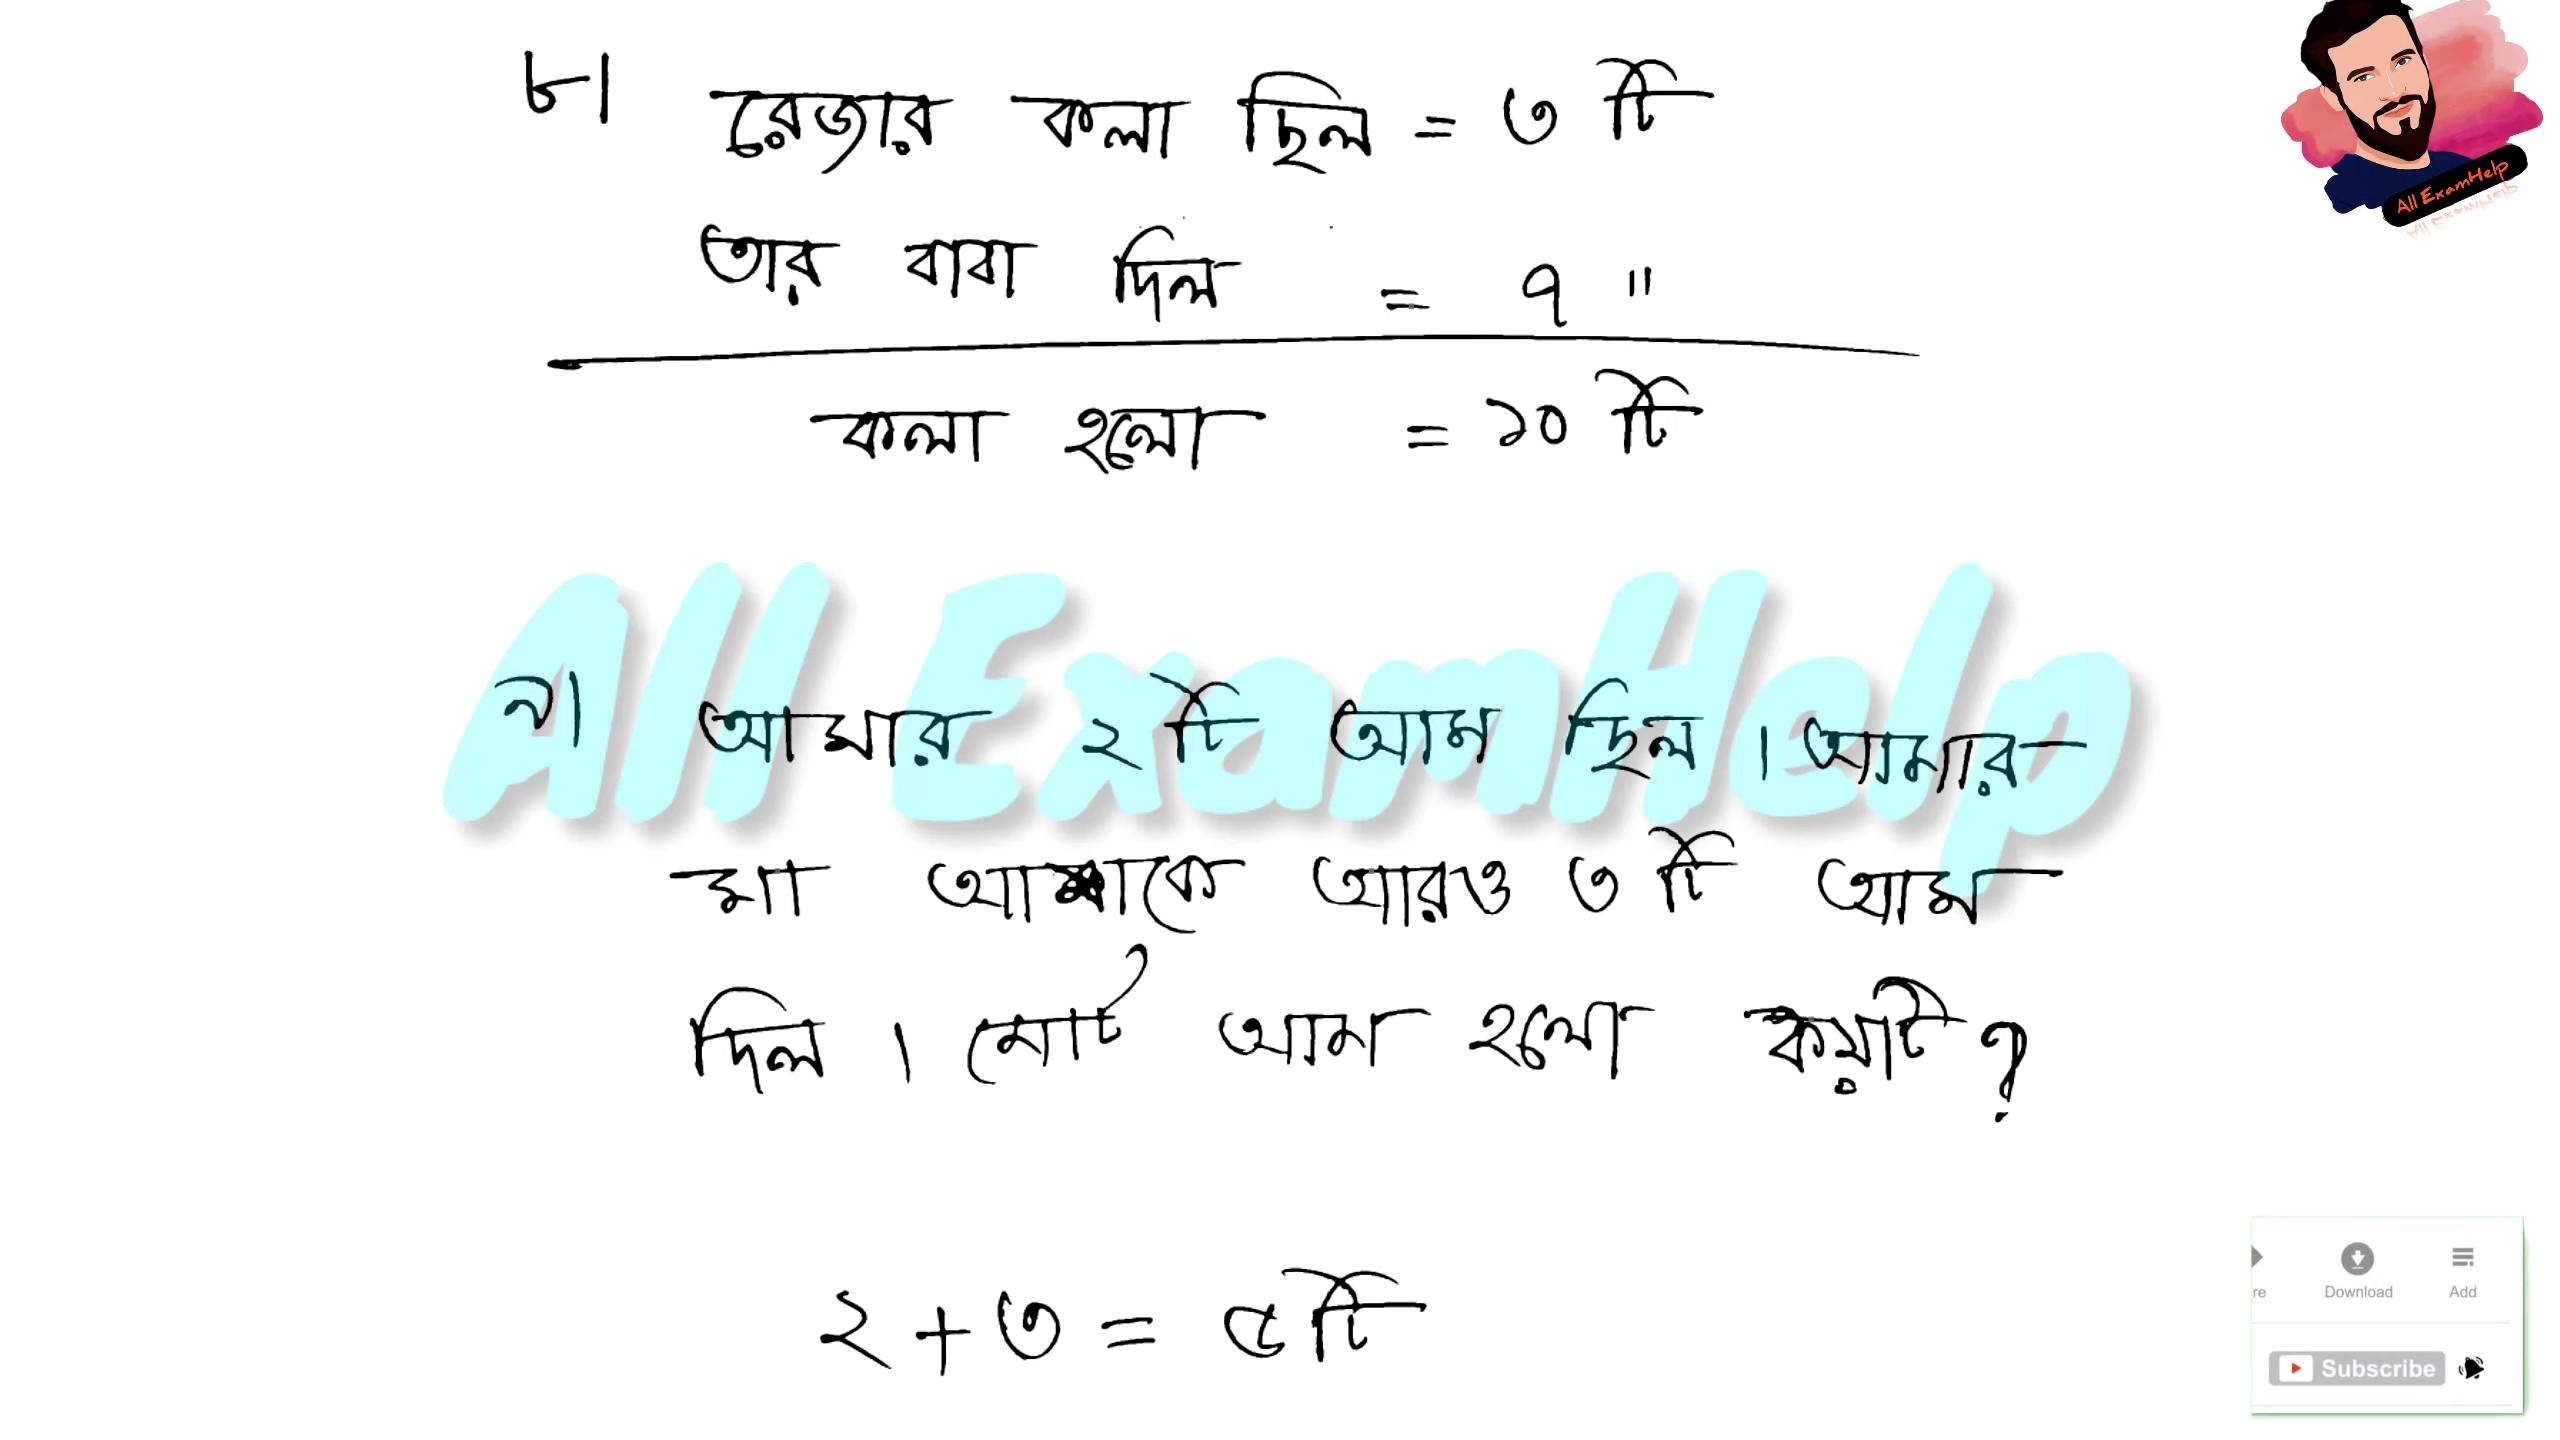 ৮। রেজার কলা ছিল = ৩ টি
তার বাবা দিল = ৭ "
কলা হলো = ১০ টি
All ExamHelp
৯। আমার ২ টি আম ছিল। আমার
মা আমাকে আরও ৩ টি আম
দিল। মোট আম হলো কয়টি?
২ + ৩ = ৫ টি
All ExamHelp
re Download Add
Subscribe